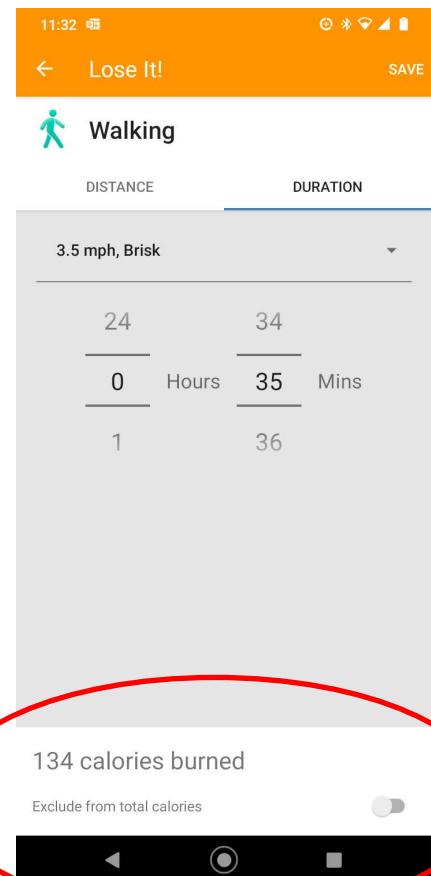 11:32
← Lose It! SAVE
Walking
DISTANCE DURATION
3.5 mph, Brisk
24 34
0 Hours 35 Mins
1 36
134 calories burned
Exclude from total calories